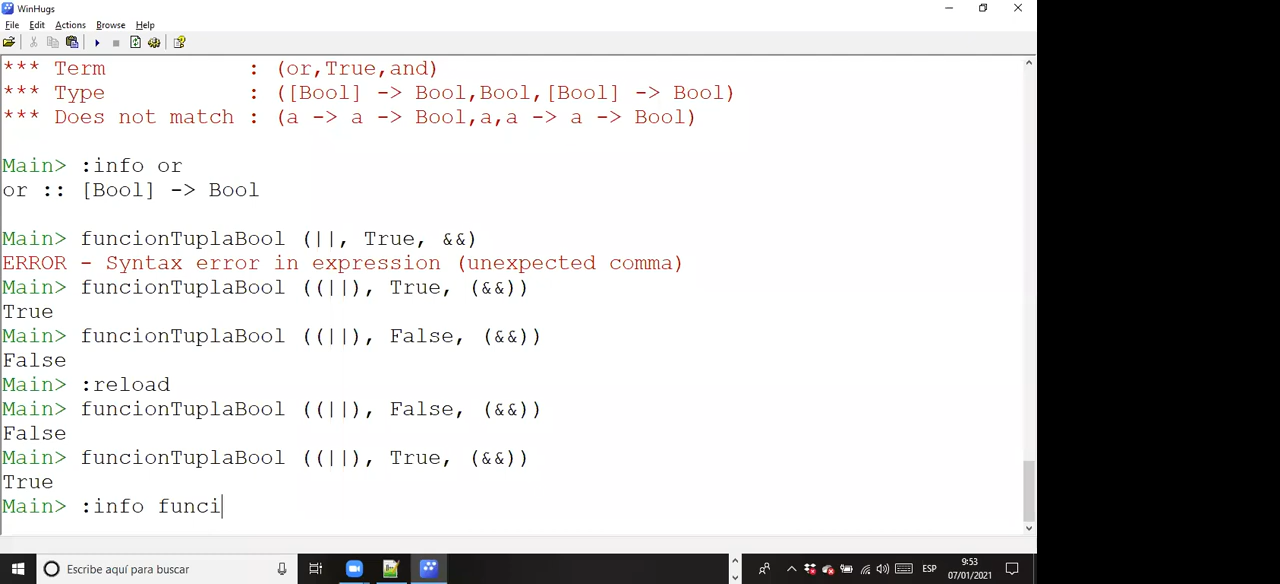 WinHugs
File Edit Actions Browse Help
*** Term : (or,True,and)
*** Type : ([Bool] -> Bool,Bool,[Bool] -> Bool)
*** Does not match : (a -> a -> Bool,a,a -> a -> Bool)
Main> :info or
or :: [Bool] -> Bool
Main> funcionTuplaBool (||, True, &&)
ERROR - Syntax error in expression (unexpected comma)
Main> funcionTuplaBool ((||), True, (&&))
True
Main> funcionTuplaBool ((||), False, (&&))
False
Main> :reload
Main> funcionTuplaBool ((||), False, (&&))
False
Main> funcionTuplaBool ((||), True, (&&))
True
Main> :info funci
Escribe aquí para buscar
ESP
9:53
07/01/2021